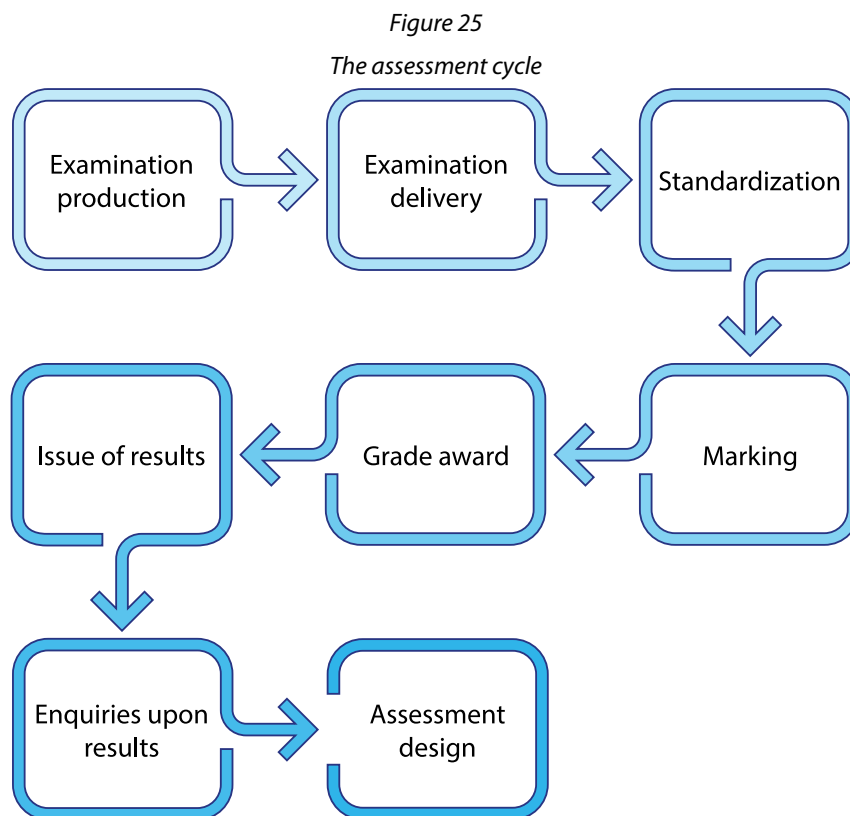 Figure 25
The assessment cycle
Examination
production
Examination
delivery
Standardization
Marking
Grade award
Issue of results
Enquiries upon
results
Assessment
design